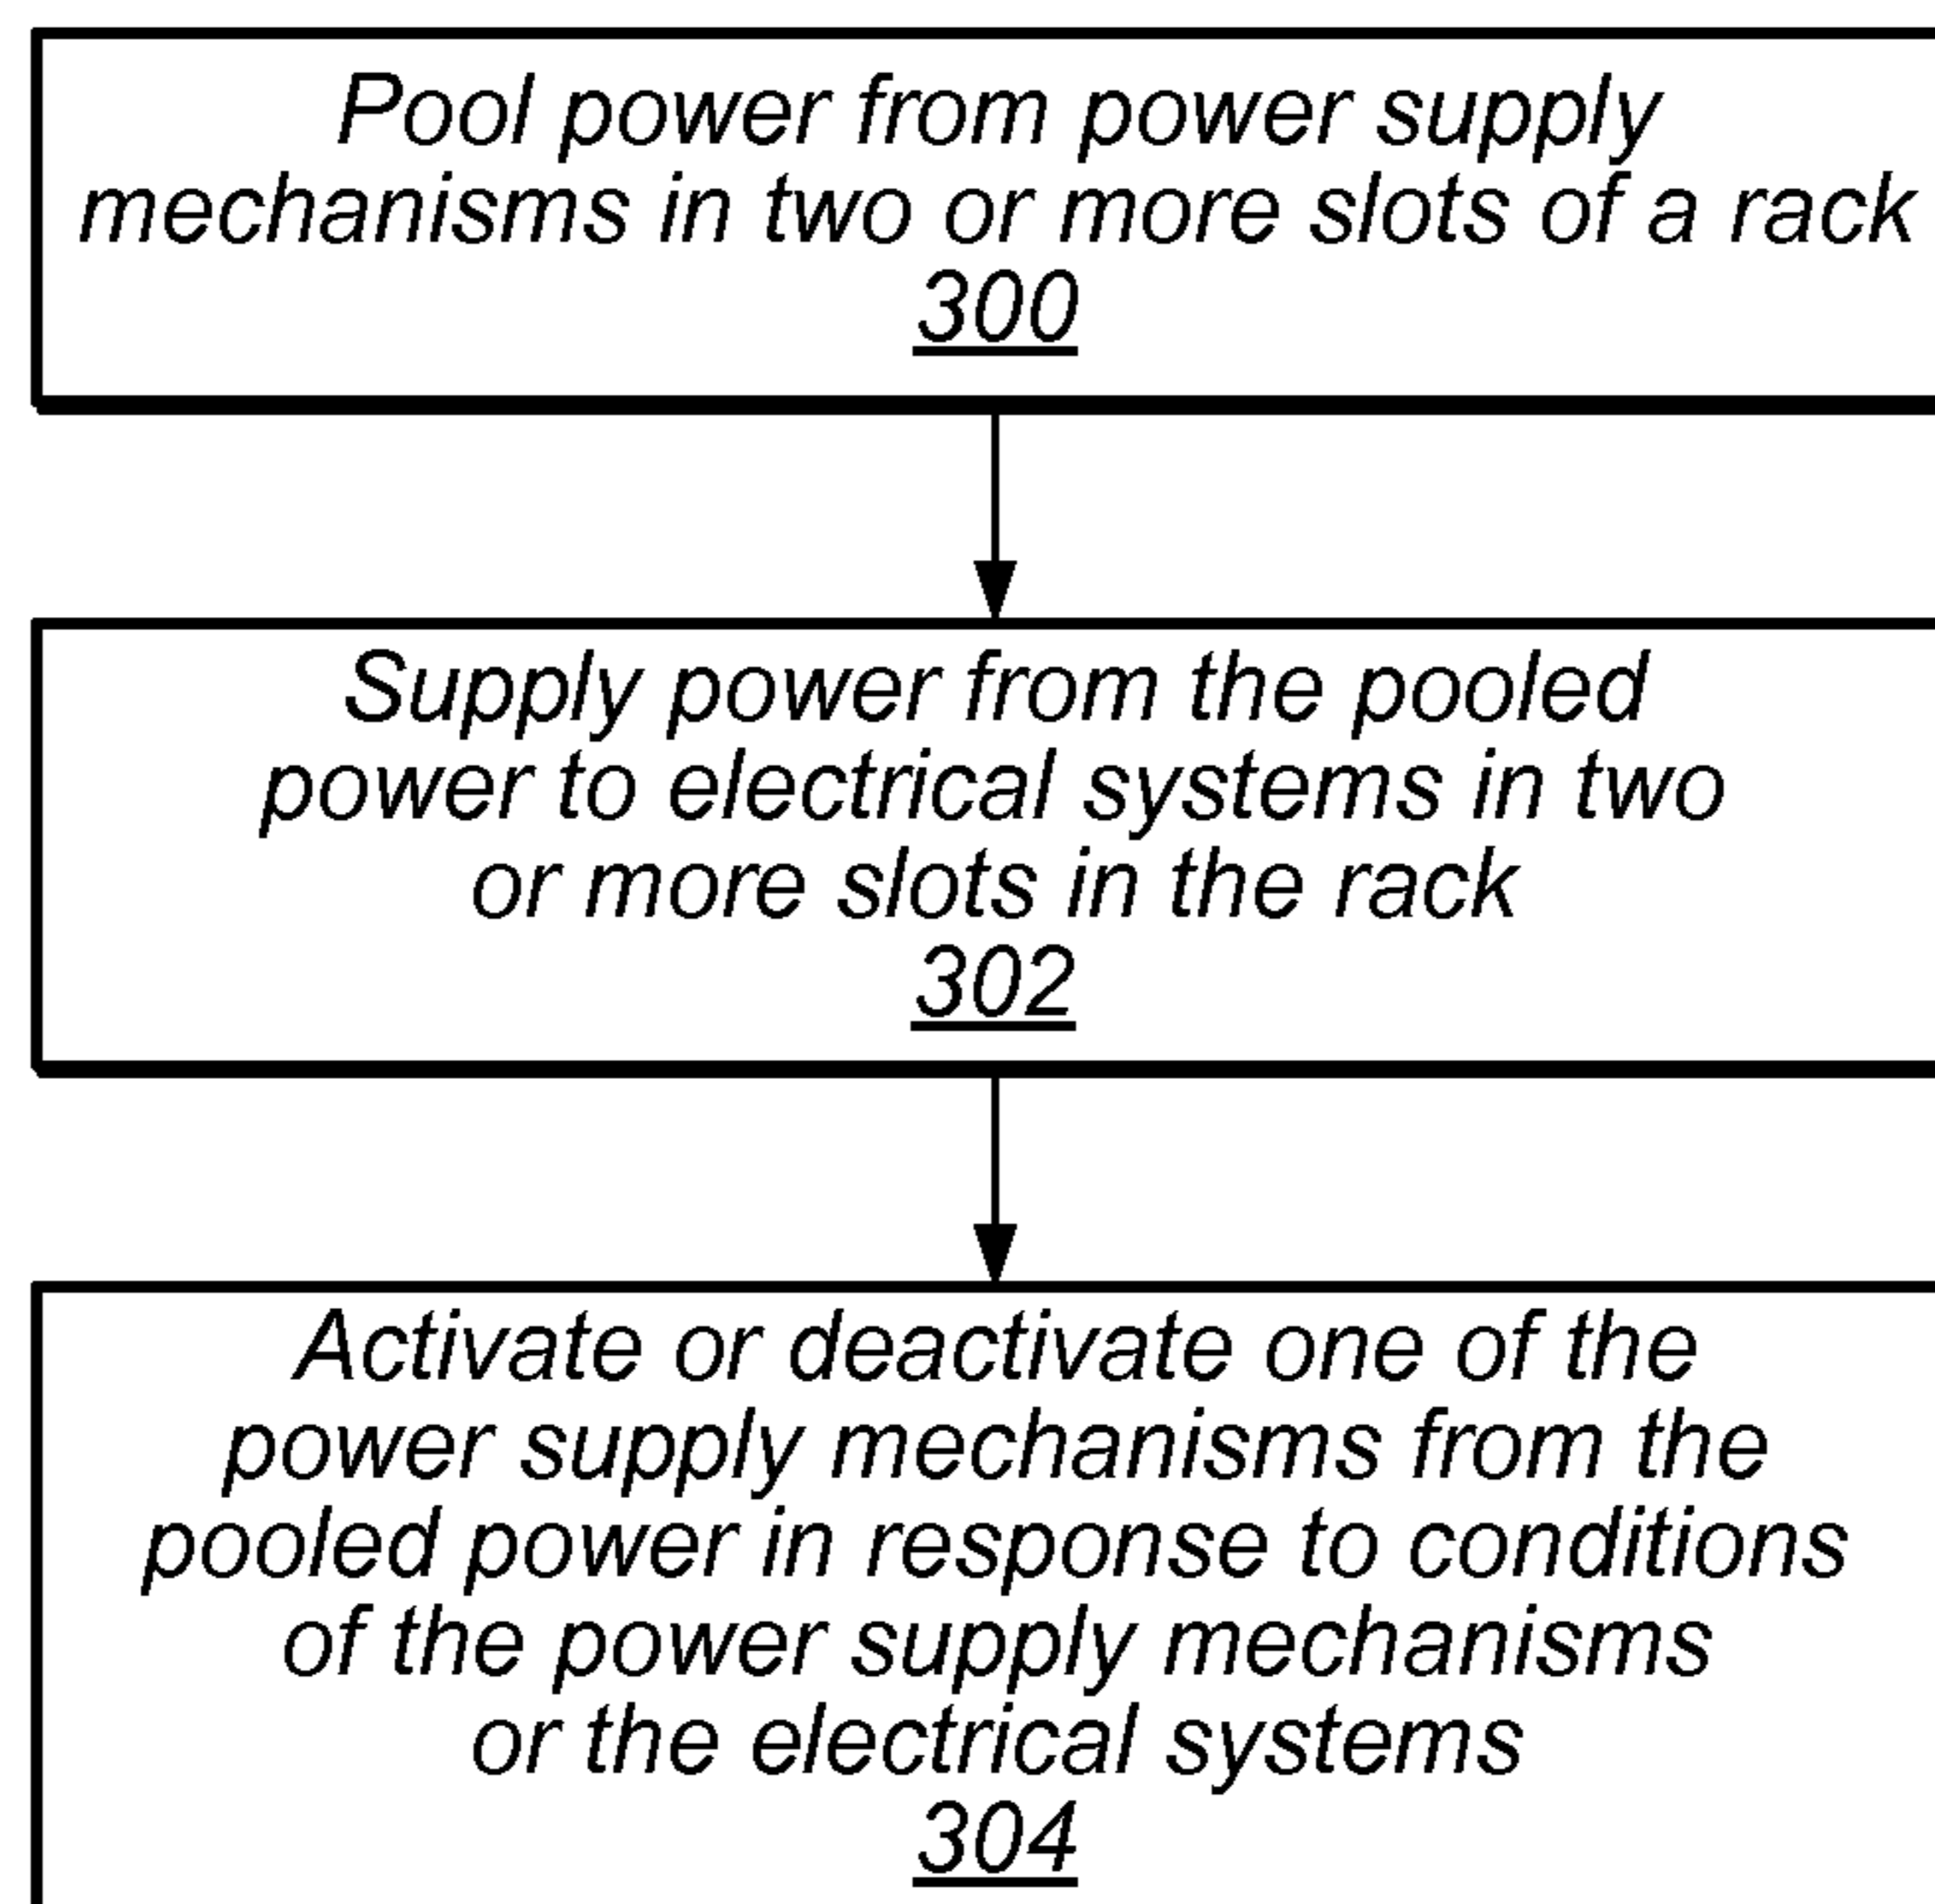 Pool power from power supply
mechanisms in two or more slots of a rack
300
Supply power from the pooled
power to electrical systems in two
or more slots in the rack
302
Activate or deactivate one of the
power supply mechanisms from the
pooled power in response to conditions
of the power supply mechanisms
or the electrical systems
304